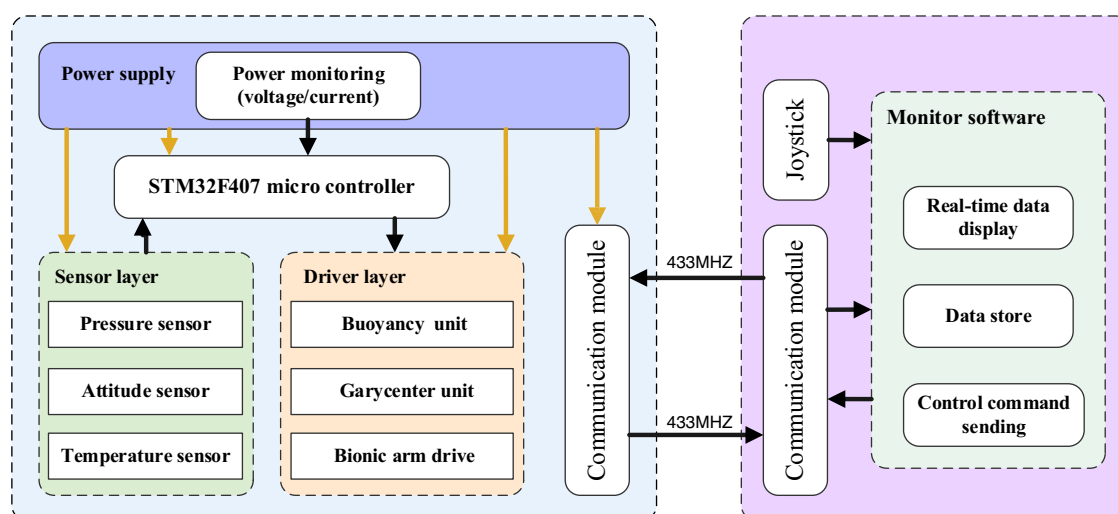 Power supply
Power monitoring
(voltage/current)
STM32F407 micro controller
Sensor layer
Pressure sensor
Attitude sensor
Temperature sensor
Driver layer
Buoyancy unit
Garycenter unit
Bionic arm drive
Communication module
433MHZ
433MHZ
Joystick
Communication module
Monitor software
Real-time data
display
Data store
Control command
sending